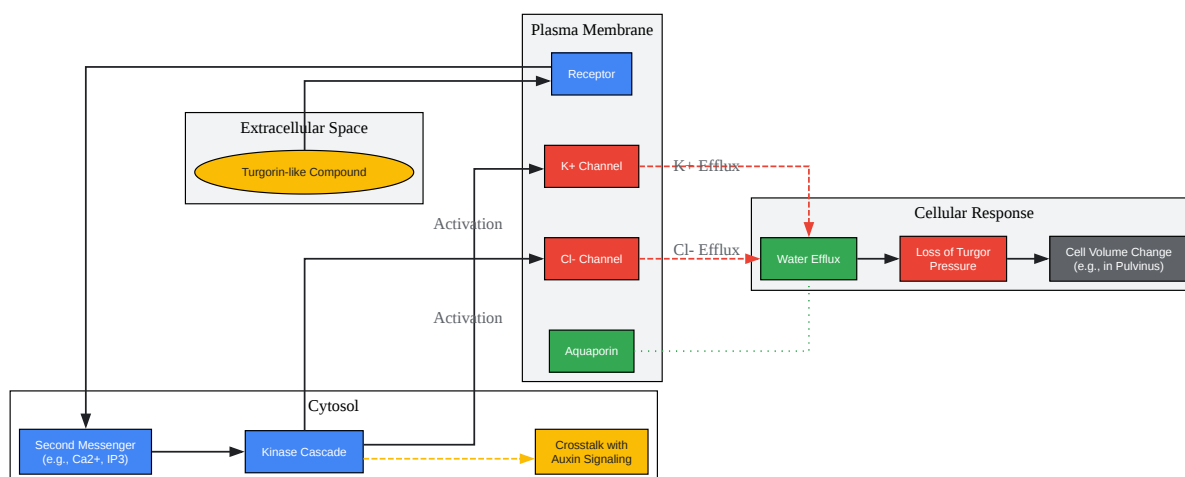 Plasma Membrane
Receptor
Extracellular Space
Turgorin-like Compound
K+ Channel
K+ Efflux
Activation
Cellular Response
Cl- Channel
Cl- Efflux
Water Efflux
Loss of Turgor
Pressure
Cell Volume Change
(e.g., in Pulvinus)
Activation
Aquaporin
Cytosol
Second Messenger
(e.g., Ca2+, IP3)
Kinase Cascade
Crosstalk with
Auxin Signaling